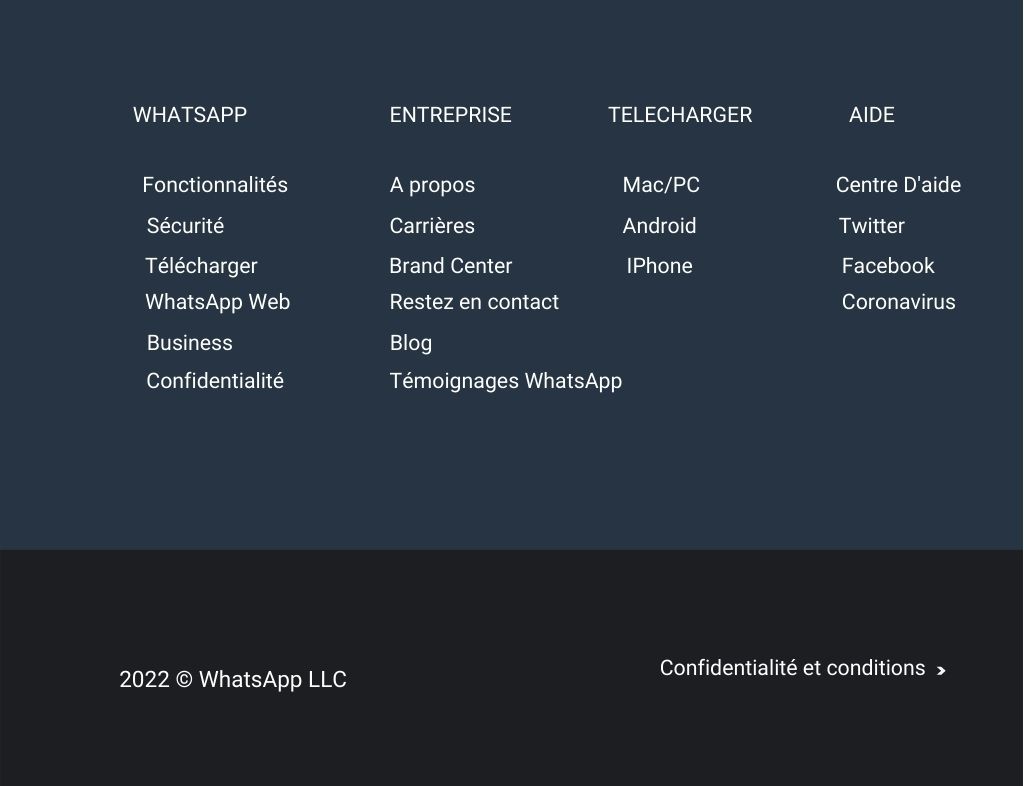 WHATSAPP
Fonctionnalités
Sécurité
Télécharger
WhatsApp Web
Business
Confidentialité
ENTREPRISE
A propos
Carrières
Brand Center
Restez en contact
Blog
Témoignages WhatsApp
TELECHARGER
Mac/PC
Android
IPhone
AIDE
Centre D'aide
Twitter
Facebook
Coronavirus
2022 © WhatsApp LLC
Confidentialité et conditions